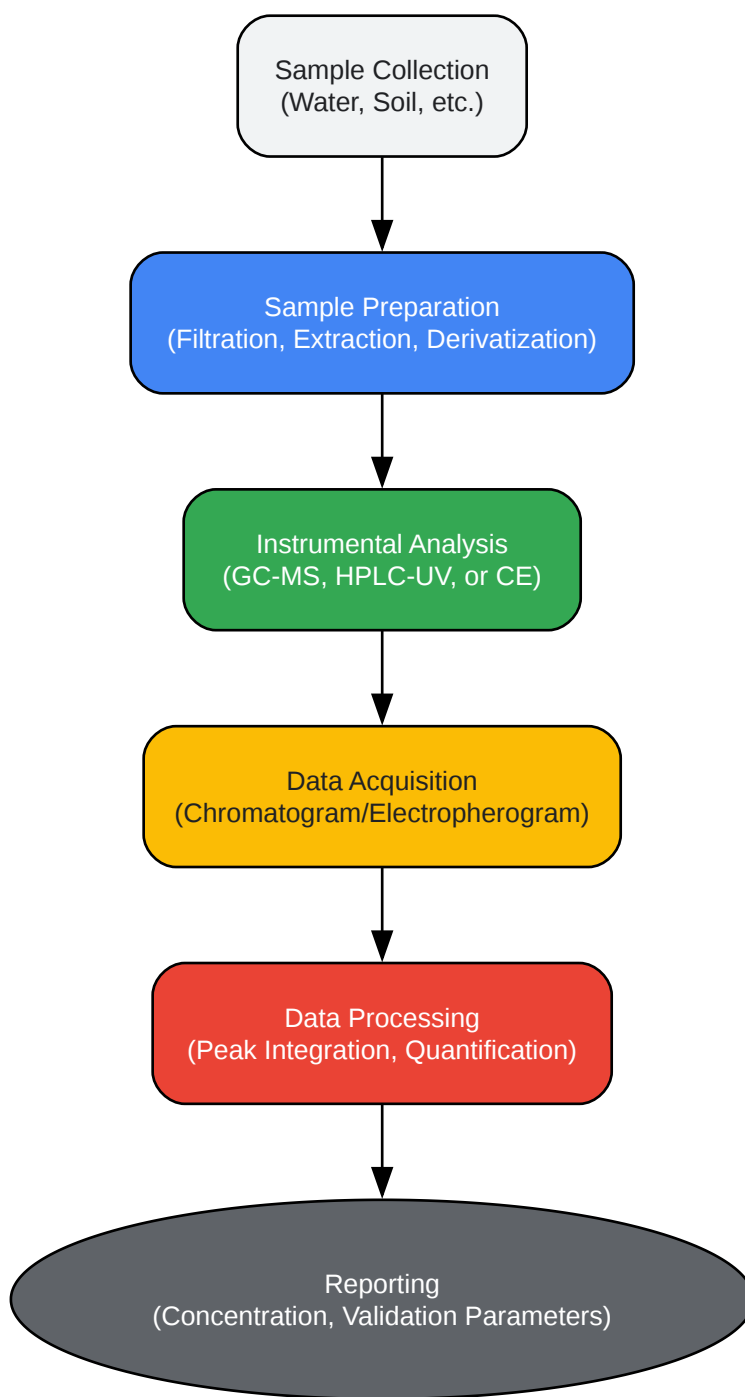 Sample Collection
(Water, Soil, etc.)
Sample Preparation
(Filtration, Extraction, Derivatization)
Instrumental Analysis
(GC-MS, HPLC-UV, or CE)
Data Acquisition
(Chromatogram/Electropherogram)
Data Processing
(Peak Integration, Quantification)
Reporting
(Concentration, Validation Parameters)